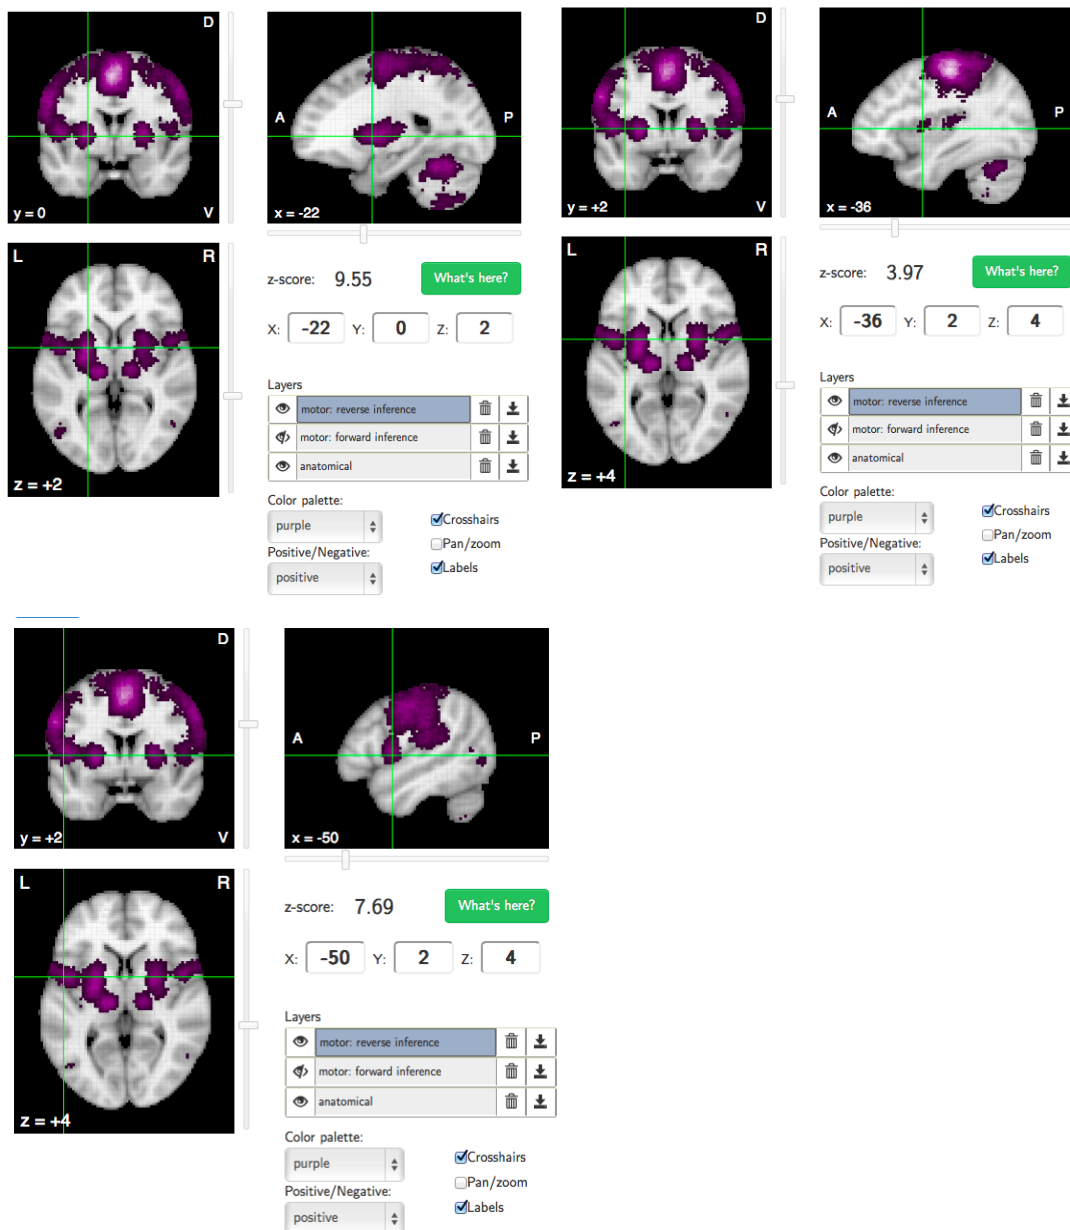 D
V
y = 0
A
P
x = -22
L
R
z = +2
z-score: 9.55
What's here?
X: -22 Y: 0 Z: 2
Layers
motor: reverse inference
motor: forward inference
anatomical
Color palette:
purple
Crosshairs
Pan/zoom
Positive/Negative:
positive
Labels
D
V
y = +2
A
P
x = -36
L
R
z = +4
z-score: 3.97
What's here?
X: -36 Y: 2 Z: 4
Layers
motor: reverse inference
motor: forward inference
anatomical
Color palette:
purple
Crosshairs
Pan/zoom
Positive/Negative:
positive
Labels
D
V
y = +2
A
P
x = -50
L
R
z = +4
z-score: 7.69
What's here?
X: -50 Y: 2 Z: 4
Layers
motor: reverse inference
motor: forward inference
anatomical
Color palette:
purple
Crosshairs
Pan/zoom
Positive/Negative:
positive
Labels